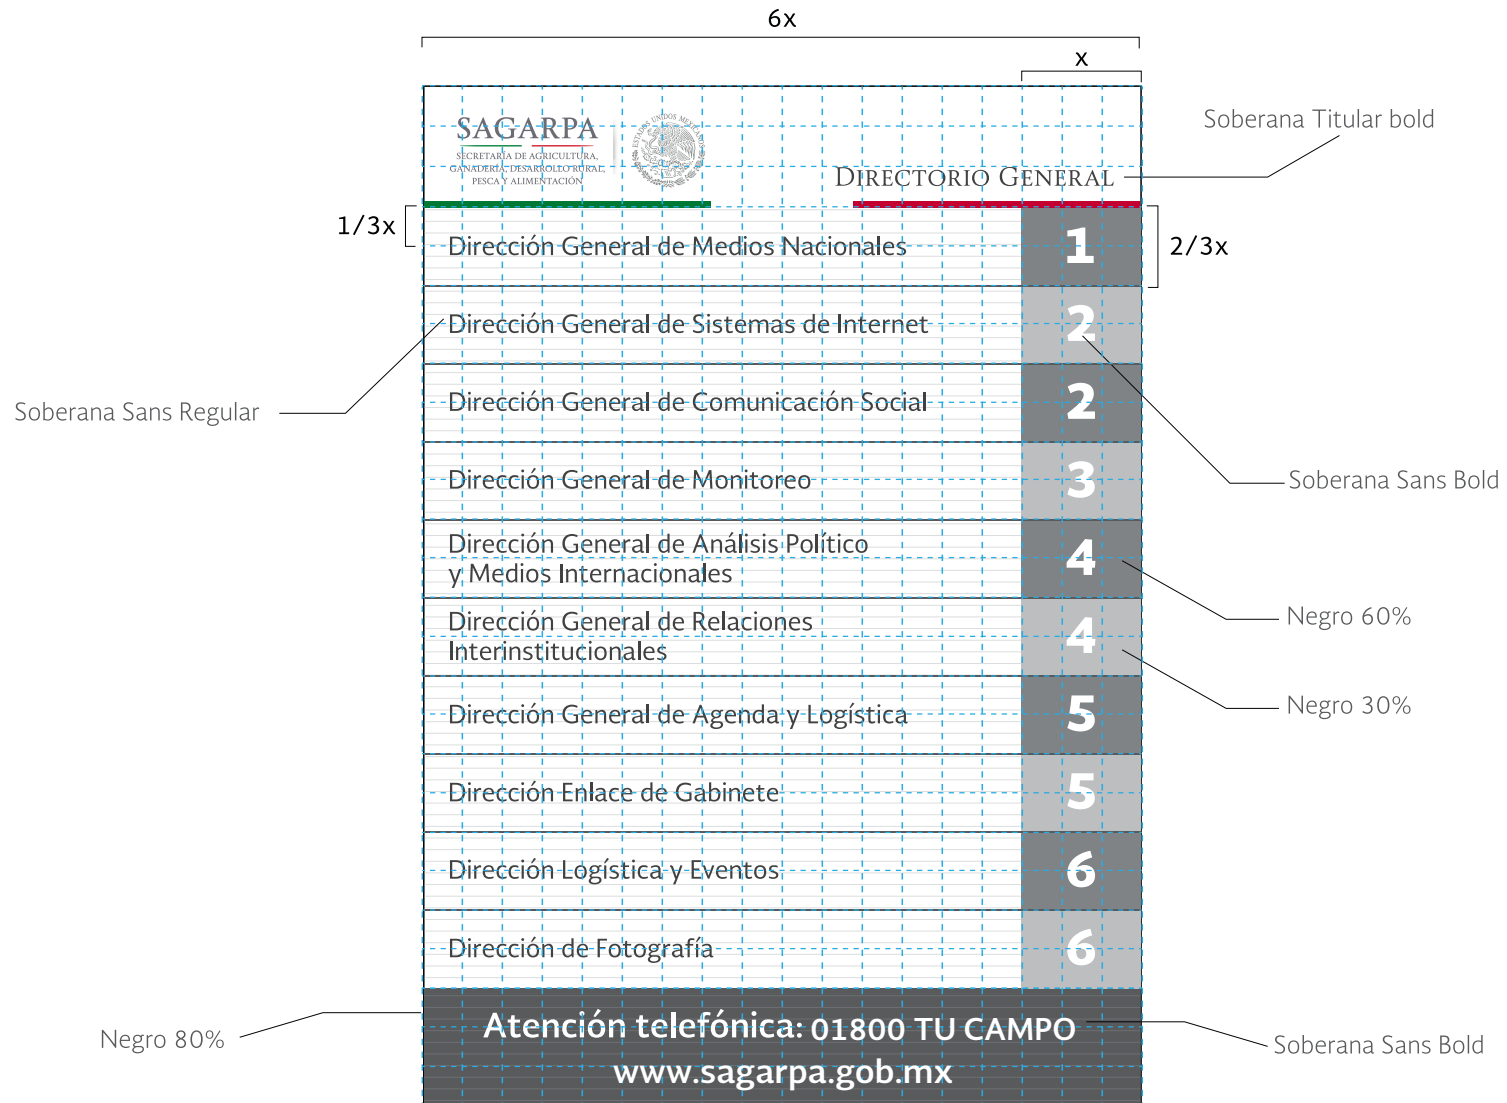 6x
x
SAGARPA
SECRETARÍA DE AGRICULTURA,
GANADERÍA, DESARROLLO RURAL,
PESCA Y ALIMENTACIÓN
ESTADOS UNIDOS MEXICANOS
Soberana Titular bold
DIRECTORIO GENERAL
1/3x
Dirección General de Medios Nacionales 1
2/3x
Dirección General de Sistemas de Internet 2
Soberana Sans Regular
Dirección General de Comunicación Social 2
Dirección General de Monitoreo 3
Soberana Sans Bold
Dirección General de Análisis Político
y Medios Internacionales 4
Negro 60%
Dirección General de Relaciones
Interinstitucionales 4
Negro 30%
Dirección General de Agenda y Logística 5
Dirección Enlace de Gabinete 5
Dirección Logística y Eventos 6
Dirección de Fotografía 6
Negro 80%
Atención telefónica: 01800 TU CAMPO
www.sagarpa.gob.mx
Soberana Sans Bold